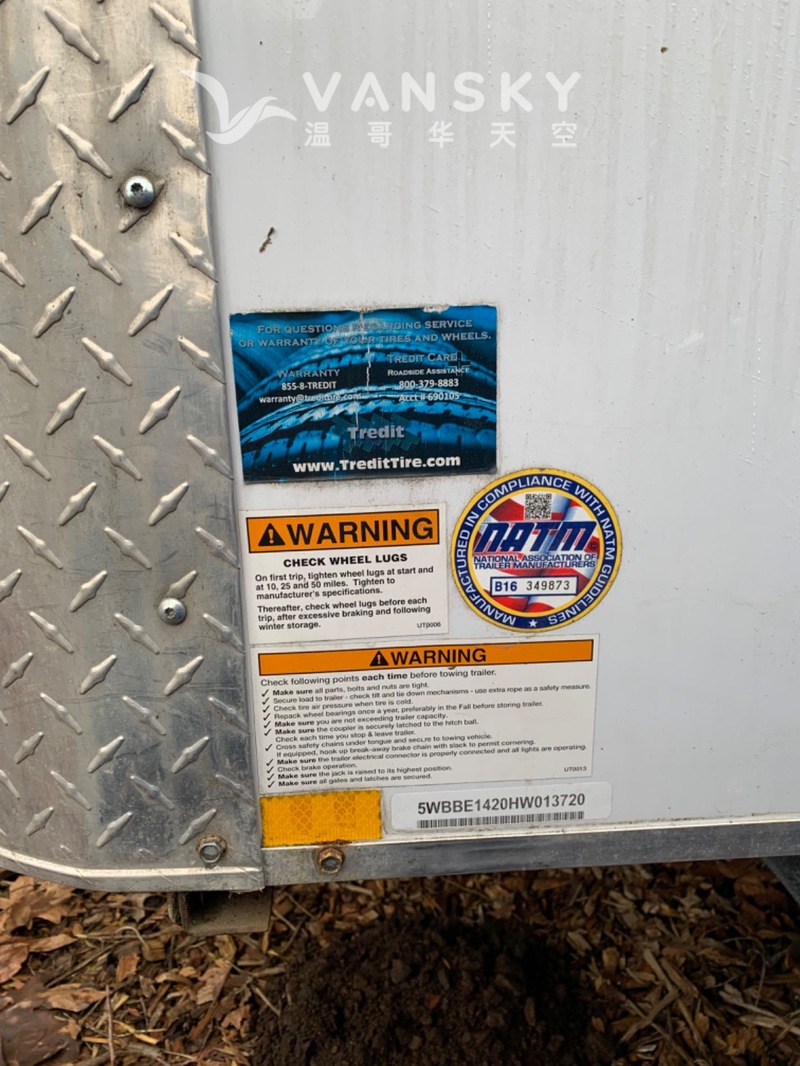 VANSKY
温哥华天空
FOR QUESTIONS REGARDING SERVICE
OR WARRANTY OF YOUR TIRES AND WHEELS.
WARRANTY
855-8-TREDIT
warranty@tredittire.com
TREDIT CARE
ROADSIDE ASSISTANCE
800-379-8883
Acct # 690105
Tredit
www.TreditTire.com
WARNING
CHECK WHEEL LUGS
On first trip, tighten wheel lugs at start and
at 10, 25 and 50 miles. Tighten to
manufacturer's specifications.
Thereafter, check wheel lugs before each
trip, after excessive braking and following
winter storage.
UT0006
MANUFACTURED IN COMPLIANCE WITH NATM GUIDELINES
NATM
NATIONAL ASSOCIATION OF
TRAILER MANUFACTURERS
B16 349873
WARNING
Check following points each time before towing trailer.
✓ Make sure all parts, bolts and nuts are tight.
✓ Secure load to trailer - check tilt and tie down mechanisms - use extra rope as a safety measure.
✓ Check tire air pressure when tire is cold.
✓ Repack wheel bearings once a year, preferably in the Fall before storing trailer.
✓ Make sure you are not exceeding trailer capacity.
✓ Make sure the coupler is securely latched to the hitch ball.
Check each time you stop & leave trailer.
✓ Cross safety chains under tongue and secure to towing vehicle.
If equipped, hook up break-away brake chain with slack to permit cornering.
✓ Make sure the trailer electrical connector is properly connected and all lights are operating.
✓ Check brake operation.
✓ Make sure the jack is raised to its highest position.
✓ Make sure all gates and latches are secured.
UT0013
5WBBE1420HW013720